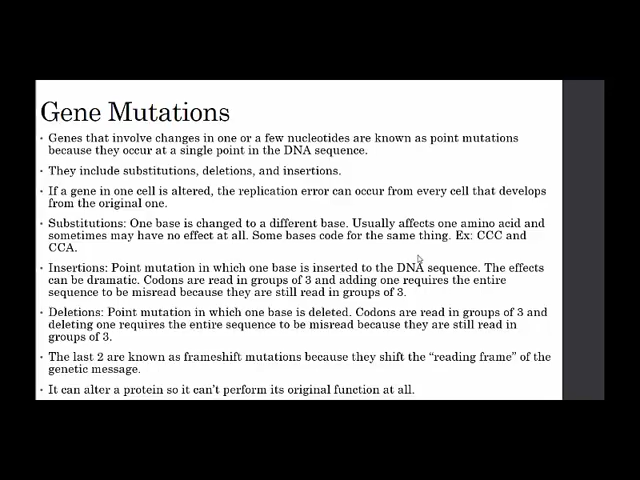 Gene Mutations
• Genes that involve changes in one or a few nucleotides are known as point mutations
because they occur at a single point in the DNA sequence.
• They include substitutions, deletions, and insertions.
• If a gene in one cell is altered, the replication error can occur from every cell that develops
from the original one.
• Substitutions: One base is changed to a different base. Usually affects one amino acid and
sometimes may have no effect at all. Some bases code for the same thing. Ex: CCC and
CCA.
• Insertions: Point mutation in which one base is inserted to the DNA sequence. The effects
can be dramatic. Codons are read in groups of 3 and adding one requires the entire
sequence to be misread because they are still read in groups of 3.
• Deletions: Point mutation in which one base is deleted. Codons are read in groups of 3 and
deleting one requires the entire sequence to be misread because they are still read in
groups of 3.
• The last 2 are known as frameshift mutations because they shift the “reading frame” of the
genetic message.
• It can alter a protein so it can’t perform its original function at all.